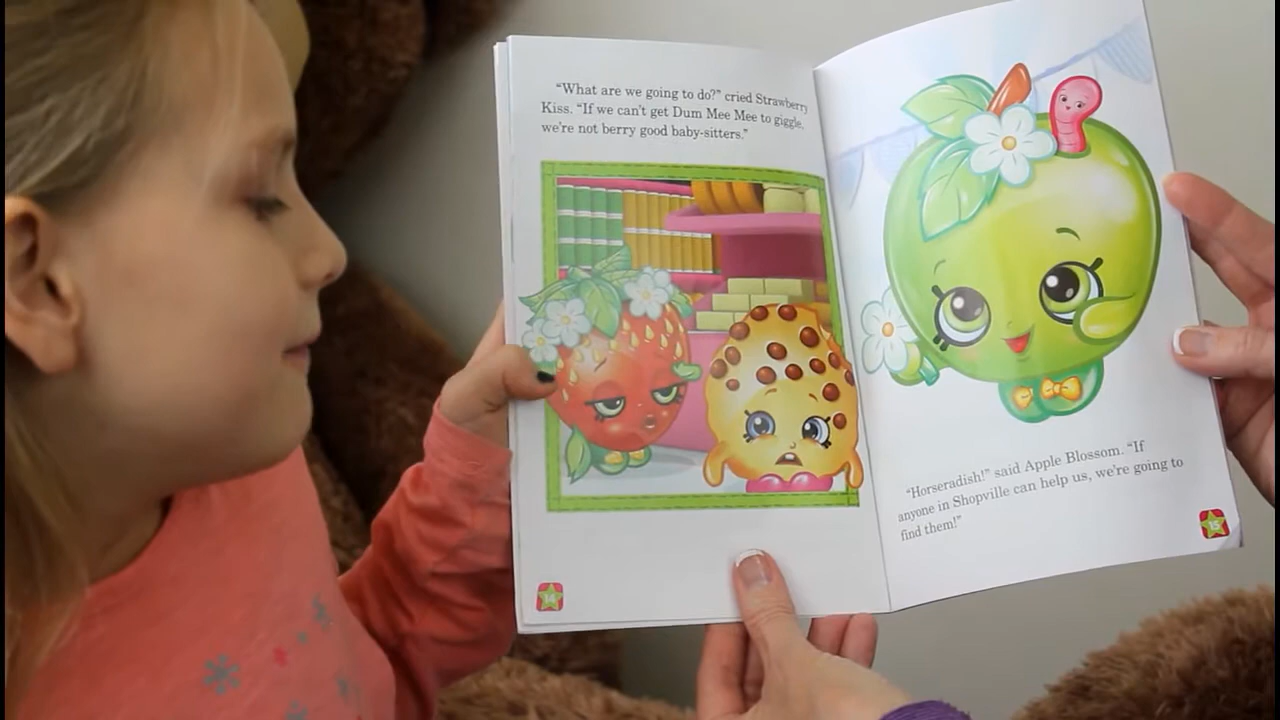 “What are we going to do?” cried Strawberry
Kiss. “If we can’t get Dum Mee Mee to giggle,
we’re not berry good baby-sitters.”
14
“Horseradish!” said Apple Blossom. “If
anyone in Shopville can help us, we’re going to
find them!”
15